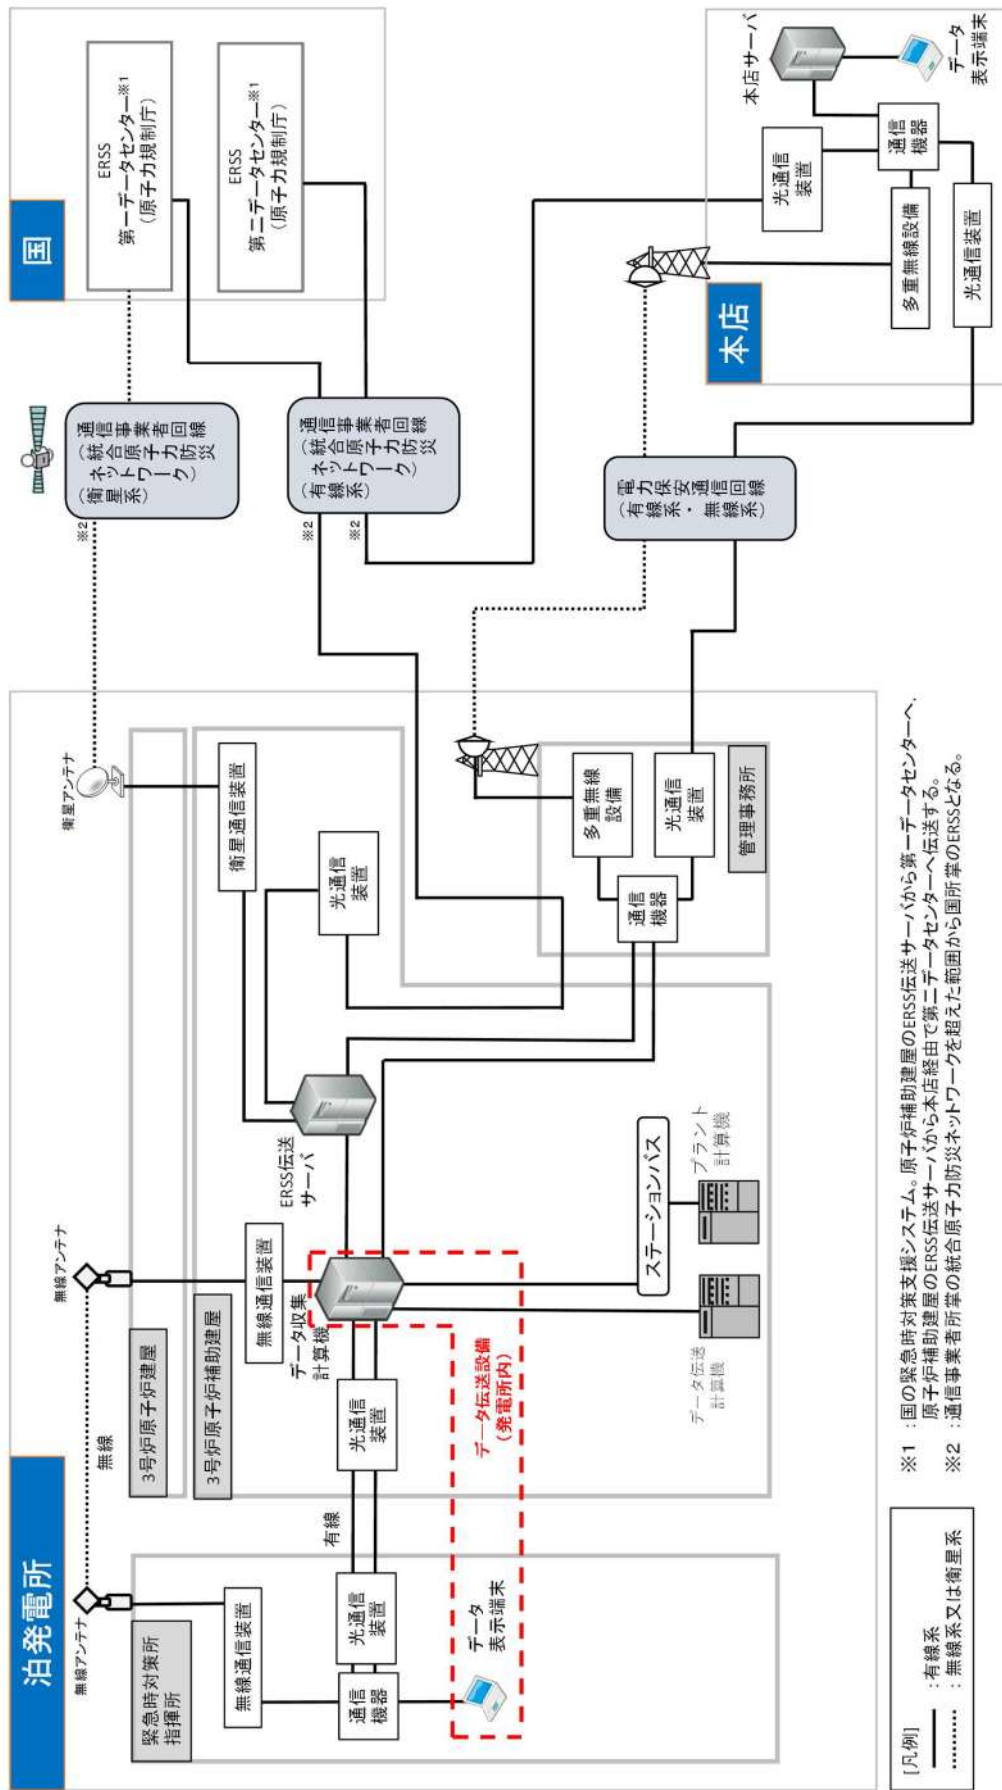 泊発電所
無線アンテナ
無線
無線アンテナ
衛星アンテナ
緊急時対策所
指揮所
無線通信装置
通信
機器
光通信
装置
データ
表示端末
有線
3号炉原子炉建屋
3号炉原子炉補助建屋
無線通信装置
光通信
装置
データ収集
計算機
データ伝送設備
(発電所内)
データ伝送
計算機
プラント
計算機
ステーションバス
ERSS伝送
サーバ
衛星通信装置
光通信
装置
通信
機器
多重無線
設備
光通信
装置
管理事務所
※2
通信事業者回線
(統合原子力防災
ネットワーク)
(衛星系)
※2
※2
通信事業者回線
(統合原子力防災
ネットワーク)
(有線系)
電力保安通信回線
(有線系・無線系)
国
ERSS
第一データセンター※1
(原子力規制庁)
ERSS
第二データセンター※1
(原子力規制庁)
本店
光通信
装置
多重無線設備
光通信装置
通信
機器
本店サーバ
データ
表示端末
[凡例]
:有線系
:無線系又は衛星系
※1 :国の緊急時対策支援システム。原子炉補助建屋のERSS伝送サーバから第一データセンターへ、
原子炉補助建屋のERSS伝送サーバから本店経由で第二データセンターへ伝送する。
※2 :通信事業者所掌の統合原子力防災ネットワークを超えた範囲から国所掌のERSSとなる。